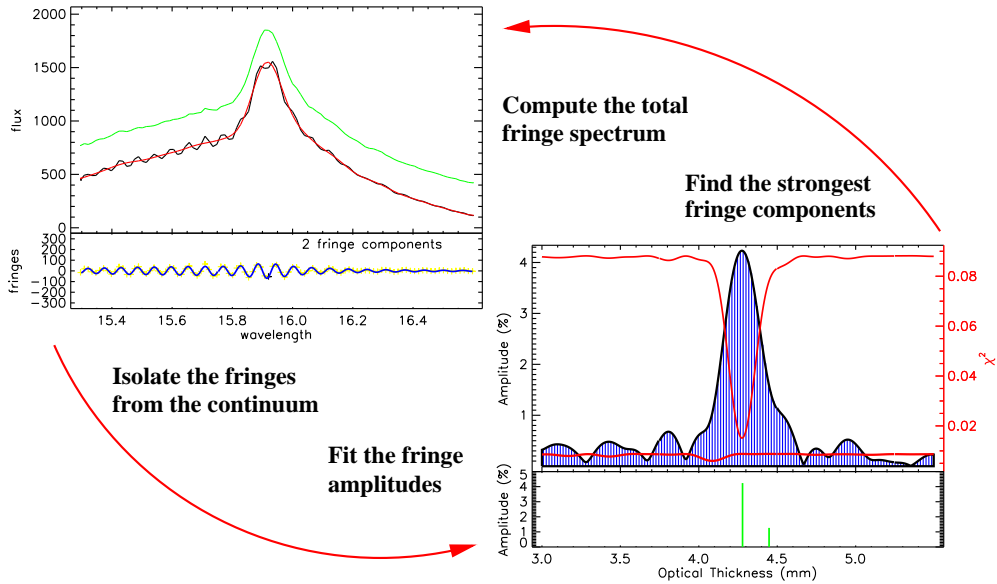 2000
1500
1000
500
0
flux
300
200
100
0
-100
-200
-300
fringes
2 fringe components
15.4
15.6
15.8
16.0
16.2
16.4
wavelength
Compute the total
fringe spectrum
Find the strongest
fringe components
Isolate the fringes
from the continuum
Fit the fringe
amplitudes
4
3
2
1
Amplitude (%)
0.08
0.06
0.04
0.02
χ²
5
4
3
2
1
0
Amplitude (%)
3.0
3.5
4.0
4.5
5.0
Optical Thickness (mm)